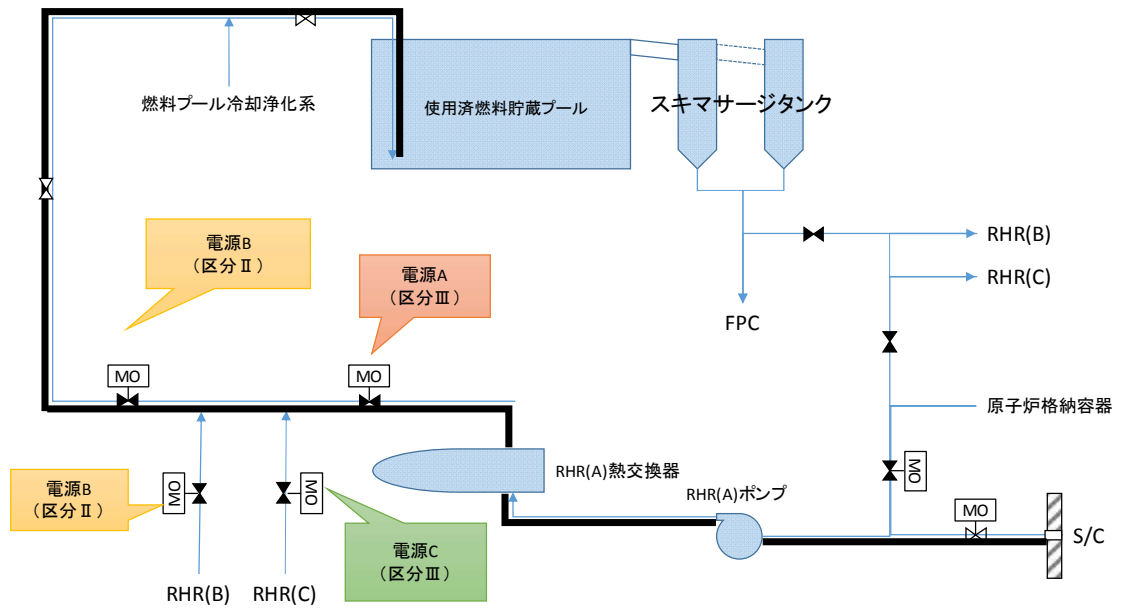 燃料プール冷却浄化系
使用済燃料貯蔵プール
スキマサージタンク
電源B
（区分Ⅱ）
電源A
（区分Ⅲ）
RHR(B)
RHR(C)
FPC
MO
MO
原子炉格納容器
電源B
（区分Ⅱ）
MO
MO
RHR(A)熱交換器
RHR(A)ポンプ
MO
MO
S/C
電源C
（区分Ⅲ）
RHR(B)
RHR(C)